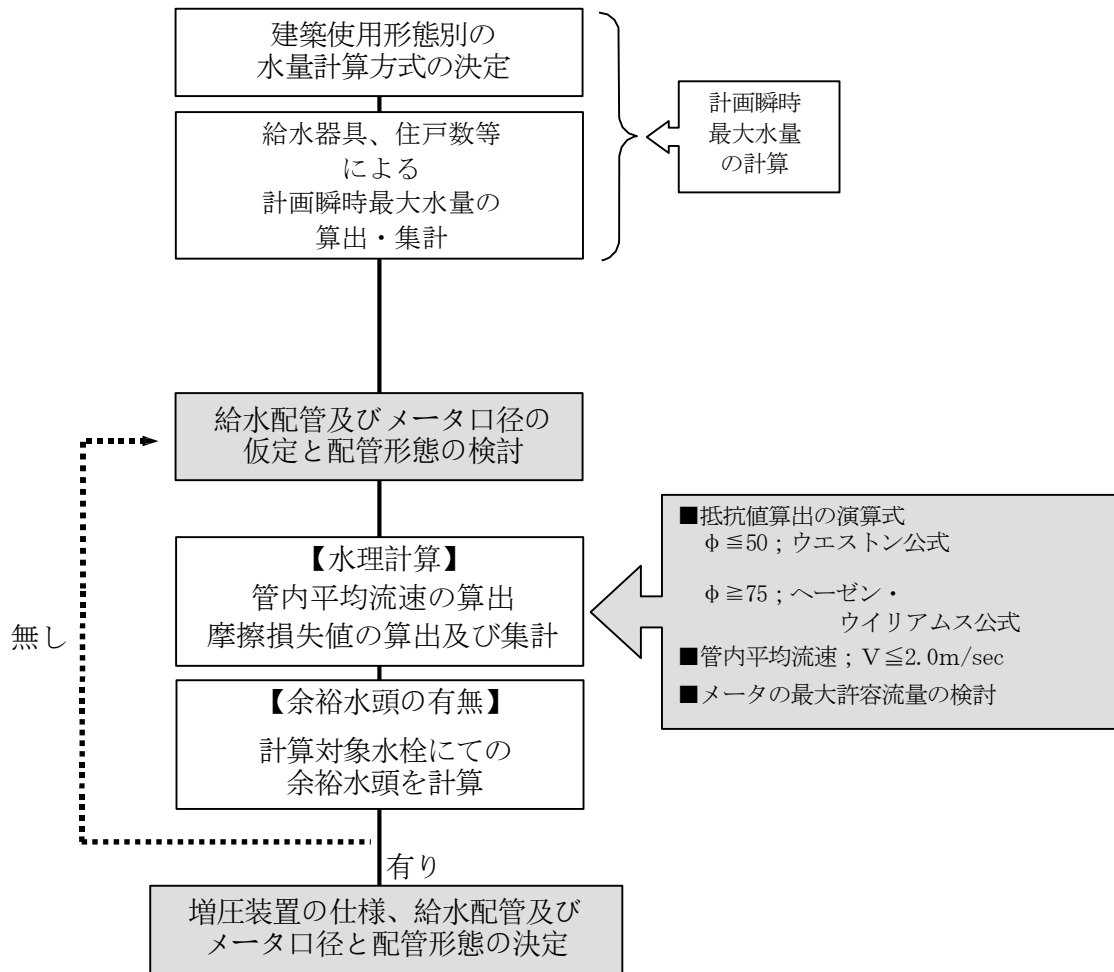 建築使用形態別の
水量計算方式の決定
給水器具、住戸数等
による
計画瞬時最大水量の
算出・集計
計画瞬時
最大水量
の計算
給水配管及びメータ口径の
仮定と配管形態の検討
【水理計算】
管内平均流速の算出
摩擦損失値の算出及び集計
■抵抗値算出の演算式
φ≦50；ウエストン公式
φ≧75；ヘーゼン・
ウイリアムス公式
■管内平均流速；V≦2.0m/sec
■メータの最大許容流量の検討
無し
【余裕水頭の有無】
計算対象水栓にての
余裕水頭を計算
有り
増圧装置の仕様、給水配管及び
メータ口径と配管形態の決定